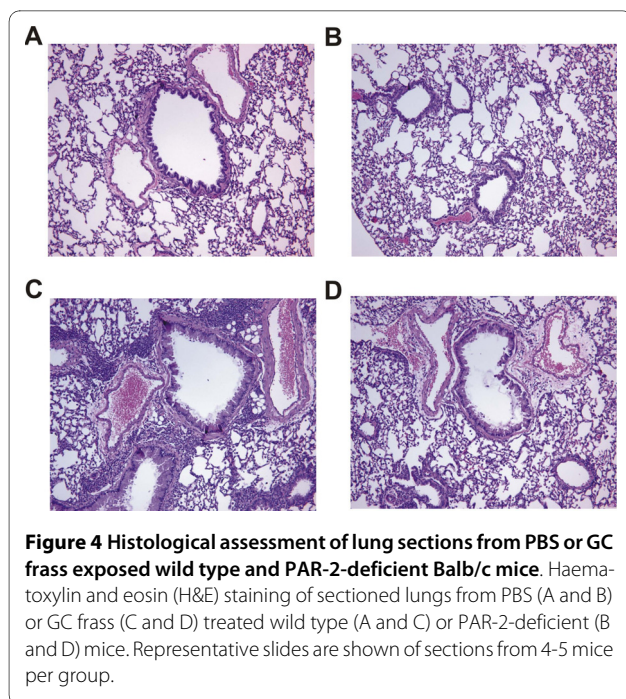 A
B
C
D
Figure 4 Histological assessment of lung sections from PBS or GC
frass exposed wild type and PAR-2-deficient Balb/c mice. Haema-
toxylin and eosin (H&E) staining of sectioned lungs from PBS (A and B)
or GC frass (C and D) treated wild type (A and C) or PAR-2-deficient (B
and D) mice. Representative slides are shown of sections from 4-5 mice
per group.